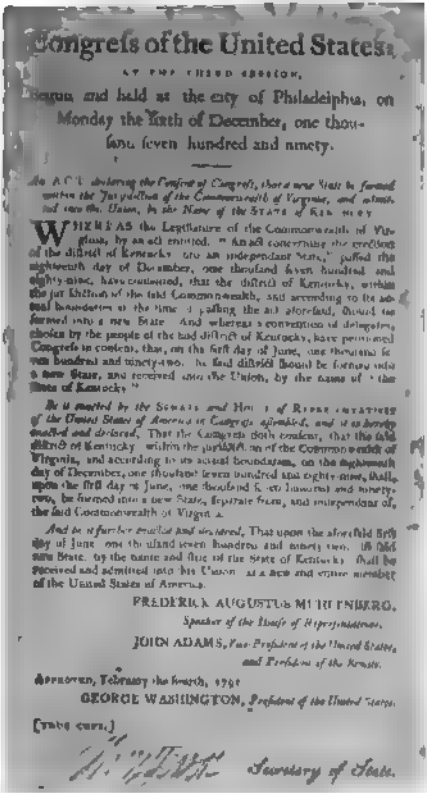 Congreſs of the United States:
AT THE THIRD SESSION,
Begun and held at the city of Philadelphia, on
Monday the ſixth of December, one thou-
ſand ſeven hundred and ninety.
An ACT declaring the Conſent of Congreſs, that a new State be formed
within the Juriſdiction of the Commonwealth of Virginia, and admit-
ted into this Union, by the Name of the STATE of KENTUCKY
WHEREAS the Legiſlature of the Commonwealth of Vir-
ginia, by an act entitled, "An act concerning the erection
of the diſtrict of Kentucky into an independant State," paſſed the
eighteenth day of December, one thouſand ſeven hundred and
eighty-nine, have conſented, that the diſtrict of Kentucky, within
the juriſdiction of the ſaid Commonwealth, and according to its ac-
tual boundaries at the time of paſſing the act aforeſaid, ſhould be
formed into a new State And whereas a convention of delegates,
choſen by the people of the ſaid diſtrict of Kentucky, have petitioned
Congreſs to conſent, that, on the firſt day of June, one thouſand ſe-
ven hundred and ninety-two, the ſaid diſtrict ſhould be formed into
a new State, and received into the Union, by the name of "the
State of Kentucky"
Be it enacted by the SENATE and HOUSE of REPRESENTATIVES
of the United States of America in Congreſs aſſembled, and it is hereby
enacted and declared, That the Congreſs doth conſent, that the ſaid
diſtrict of Kentucky within the juriſdiction of the Commonwealth of
Virginia, and according to its actual boundaries, on the eighteenth
day of December, one thouſand ſeven hundred and eighty-nine, ſhall,
upon the firſt day of June, one thouſand ſeven hundred and ninety-
two, be formed into a new State, ſeparate from, and independent of,
the ſaid Commonwealth of Virginia.
And be it further enacted and declared, That upon the aforeſaid firſt
day of June one thouſand ſeven hundred and ninety two, the ſaid
new State, by the name and ſtile of the State of Kentucky ſhall be
received and admitted into this Union as a new and entire member
of the United States of America.
FREDERICK AUGUSTUS MUHLENBERG,
Speaker of the Houſe of Repreſentatives.
JOHN ADAMS, Vice-Preſident of the United States,
and Preſident of the Senate.
APPROVED, February the fourth, 1791
GEORGE WASHINGTON, Preſident of the United States.
[TRUE COPY.]
Secretary of State.